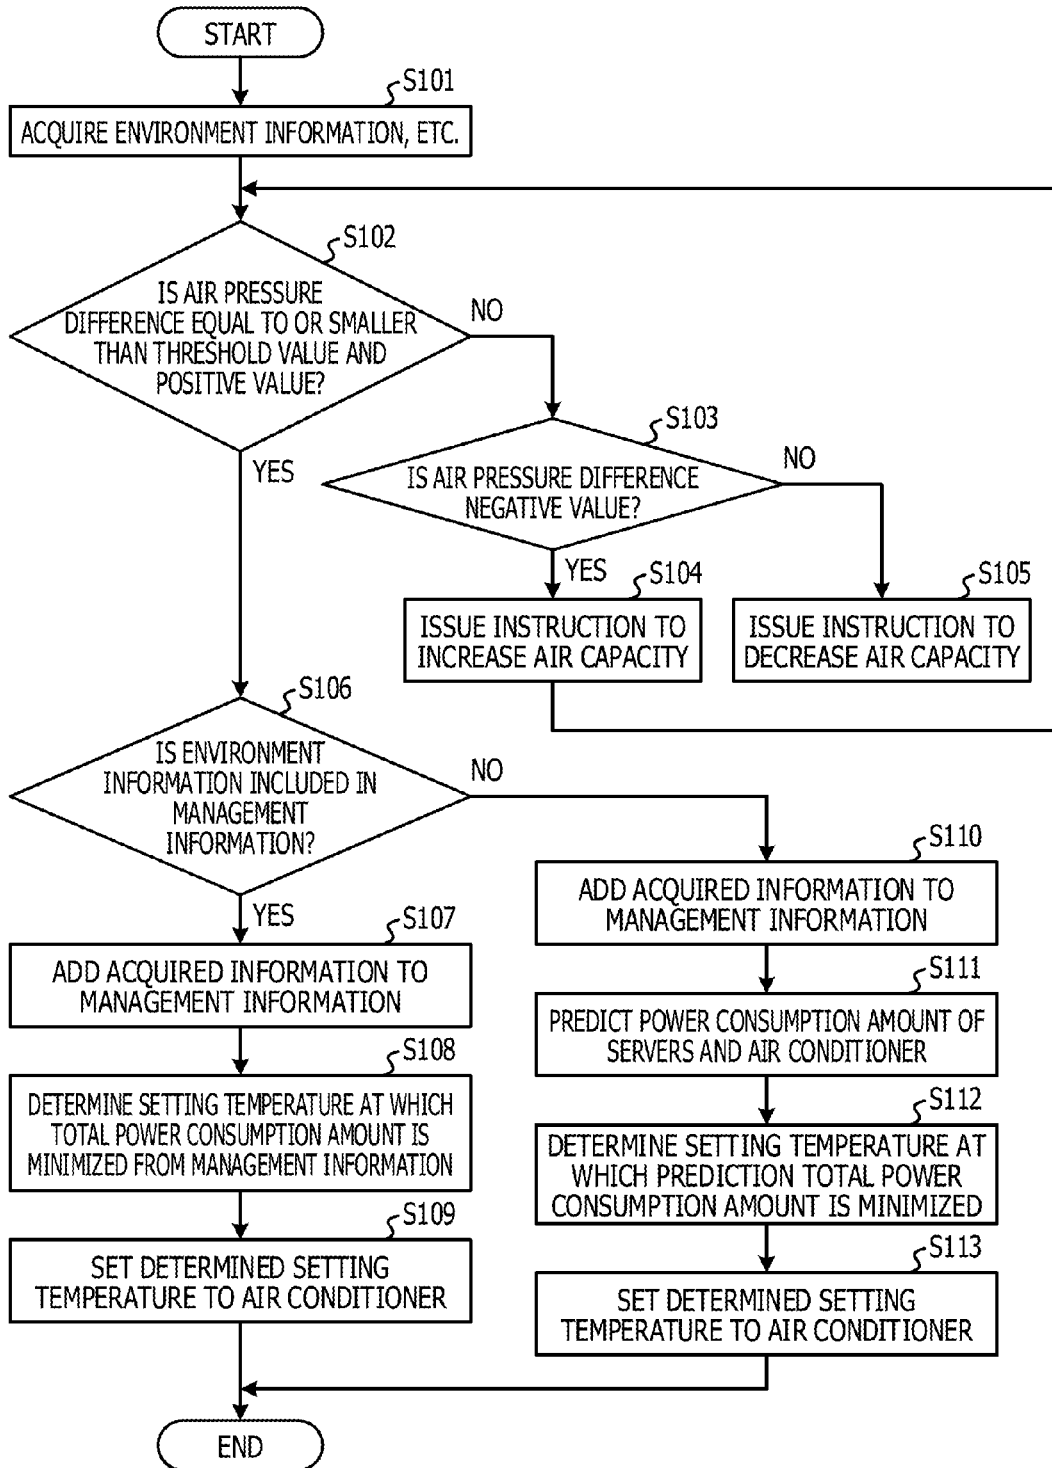 START
S101
ACQUIRE ENVIRONMENT INFORMATION, ETC.
S102
IS AIR PRESSURE
DIFFERENCE EQUAL TO OR SMALLER
THAN THRESHOLD VALUE AND
POSITIVE VALUE?
NO
YES
S103
IS AIR PRESSURE DIFFERENCE
NEGATIVE VALUE?
NO
YES
S104
ISSUE INSTRUCTION TO
INCREASE AIR CAPACITY
S105
ISSUE INSTRUCTION TO
DECREASE AIR CAPACITY
S106
IS ENVIRONMENT
INFORMATION INCLUDED IN
MANAGEMENT
INFORMATION?
NO
YES
S107
ADD ACQUIRED INFORMATION TO
MANAGEMENT INFORMATION
S108
DETERMINE SETTING TEMPERATURE AT WHICH
TOTAL POWER CONSUMPTION AMOUNT IS
MINIMIZED FROM MANAGEMENT INFORMATION
S109
SET DETERMINED SETTING
TEMPERATURE TO AIR CONDITIONER
S110
ADD ACQUIRED INFORMATION TO
MANAGEMENT INFORMATION
S111
PREDICT POWER CONSUMPTION AMOUNT OF
SERVERS AND AIR CONDITIONER
S112
DETERMINE SETTING TEMPERATURE AT
WHICH PREDICTION TOTAL POWER
CONSUMPTION AMOUNT IS MINIMIZED
S113
SET DETERMINED SETTING
TEMPERATURE TO AIR CONDITIONER
END